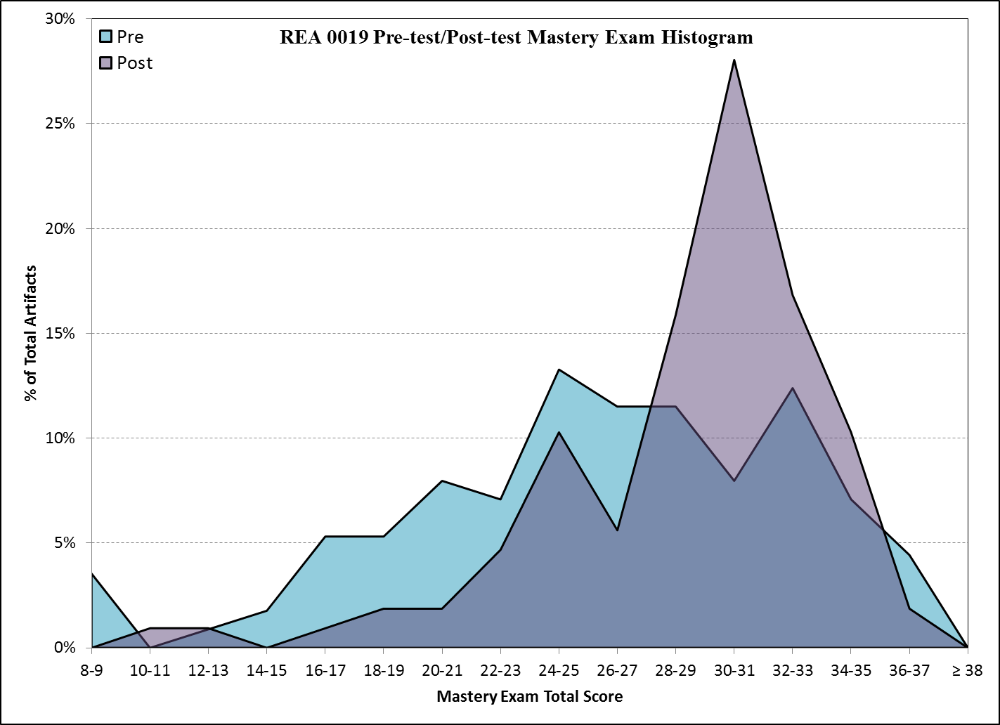 REA 0019 Pre-test/Post-test Mastery Exam Histogram
Pre
Post
30%
25%
20%
15%
10%
5%
0%
% of Total Artifacts
8-9 10-11 12-13 14-15 16-17 18-19 20-21 22-23 24-25 26-27 28-29 30-31 32-33 34-35 36-37 ≥ 38
Mastery Exam Total Score